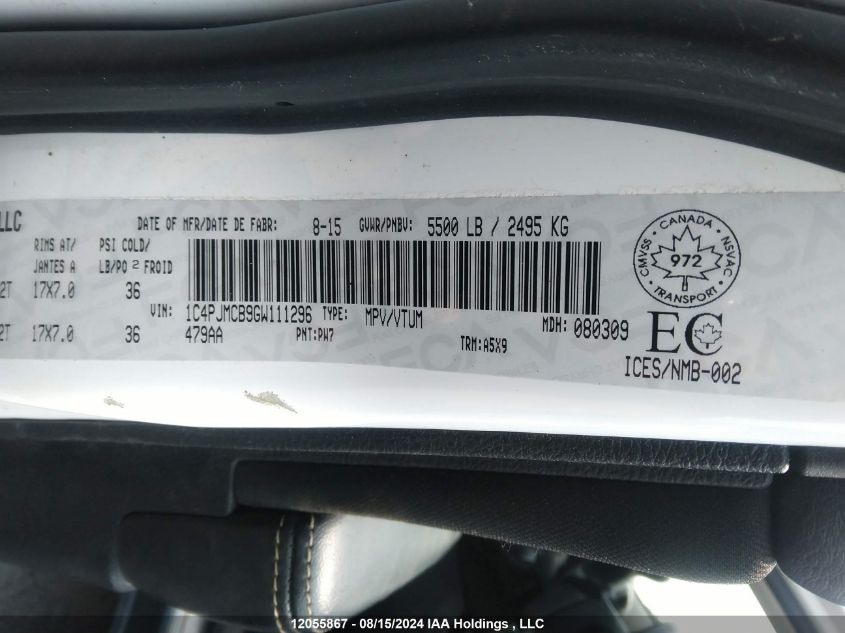 LLC DATE OF MFR/DATE DE FABR: 8-15 GVWR/PNBV: 5500 LB / 2495 KG
RIMS AT/ PSI COLD/
JANTES A LB/PO 2 FROID
2T 17X7.0 36
VIN: 1C4PJMCB9GW111296 TYPE: MPV/VTUM MDH: 080309
2T 17X7.0 36 479AA PNT:PW7 TRM:A5X9
CANADA
CMVSS 972 NSVAC
TRANSPORT
EC
ICES/NMB-002
12055867 - 08/15/2024 IAA Holdings , LLC